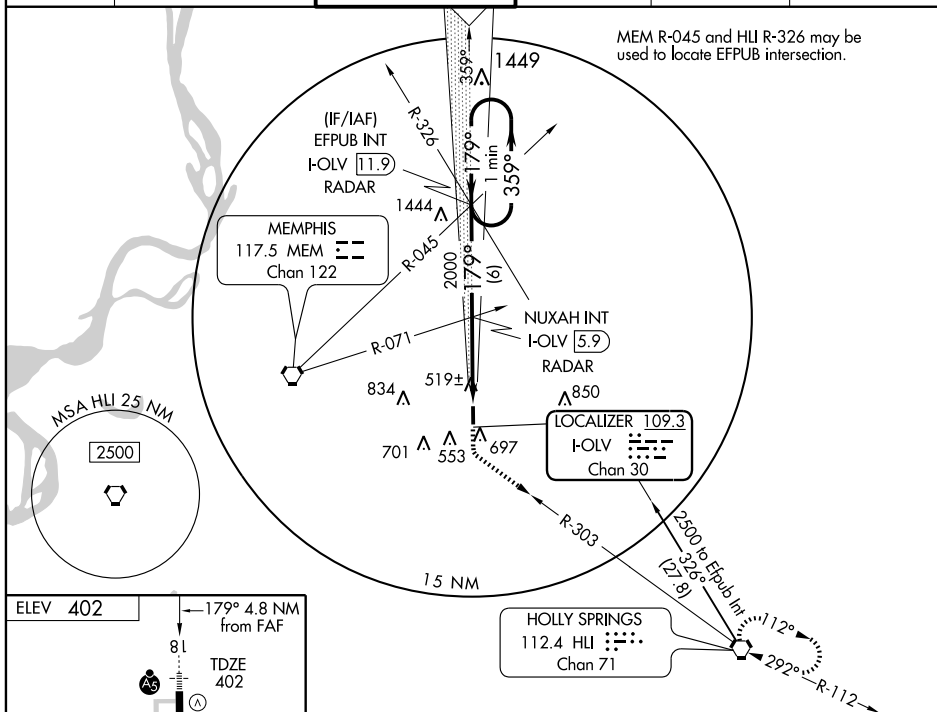 MEM R-045 and HLI R-326 may be
used to locate EFPUB intersection.
359°
1449
(IF/IAF)
EFPUB INT
I-OLV 11.9
RADAR
R-326
179°
1 min
359°
1444
MEMPHIS
117.5 MEM
Chan 122
R-045
2000
179°
(6)
R-071
NUXAH INT
I-OLV 5.9
RADAR
834
519±
850
MSA HLI 25 NM
2500
701
553
697
LOCALIZER 109.3
I-OLV
Chan 30
R-303
2500 to Efpub Int
326°
(27.8)
15 NM
HOLLY SPRINGS
112.4 HLI
Chan 71
112°
292°
R-112
ELEV 402
179° 4.8 NM
from FAF
18
TDZE
402
A5